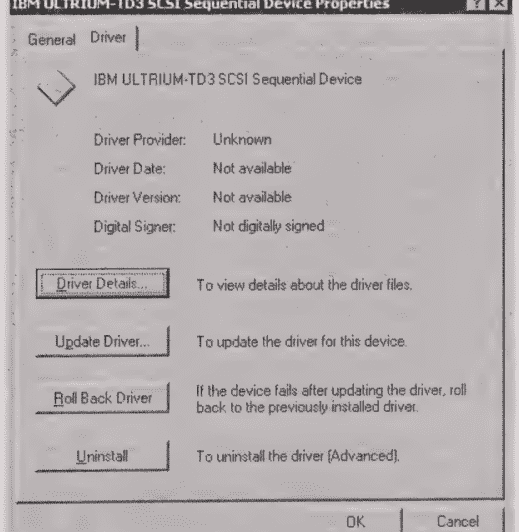 IBM ULTRIUM-TD3 SCSI Sequential Device Properties
General Driver
IBM ULTRIUM-TD3 SCSI Sequential Device
Driver Provider: Unknown
Driver Date: Not available
Driver Version: Not available
Digital Signer: Not digitally signed
Driver Details... To view details about the driver files.
Update Driver... To update the driver for this device.
Roll Back Driver If the device fails after updating the driver, roll
back to the previously installed driver.
Uninstall To uninstall the driver (Advanced).
OK Cancel